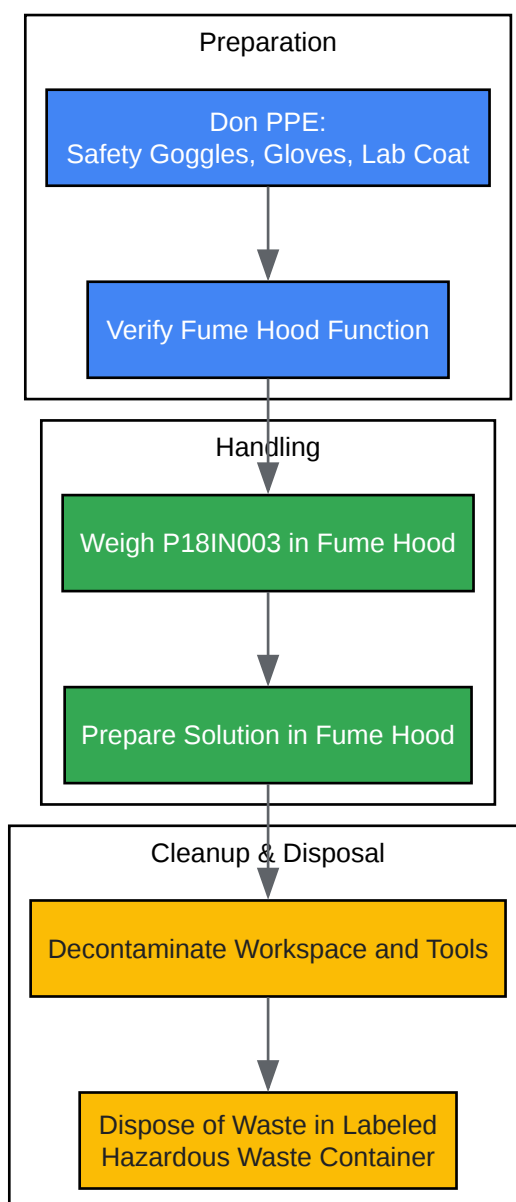 Preparation
Don PPE:
Safety Goggles, Gloves, Lab Coat
Verify Fume Hood Function
Handling
Weigh P18IN003 in Fume Hood
Prepare Solution in Fume Hood
Cleanup & Disposal
Decontaminate Workspace and Tools
Dispose of Waste in Labeled
Hazardous Waste Container